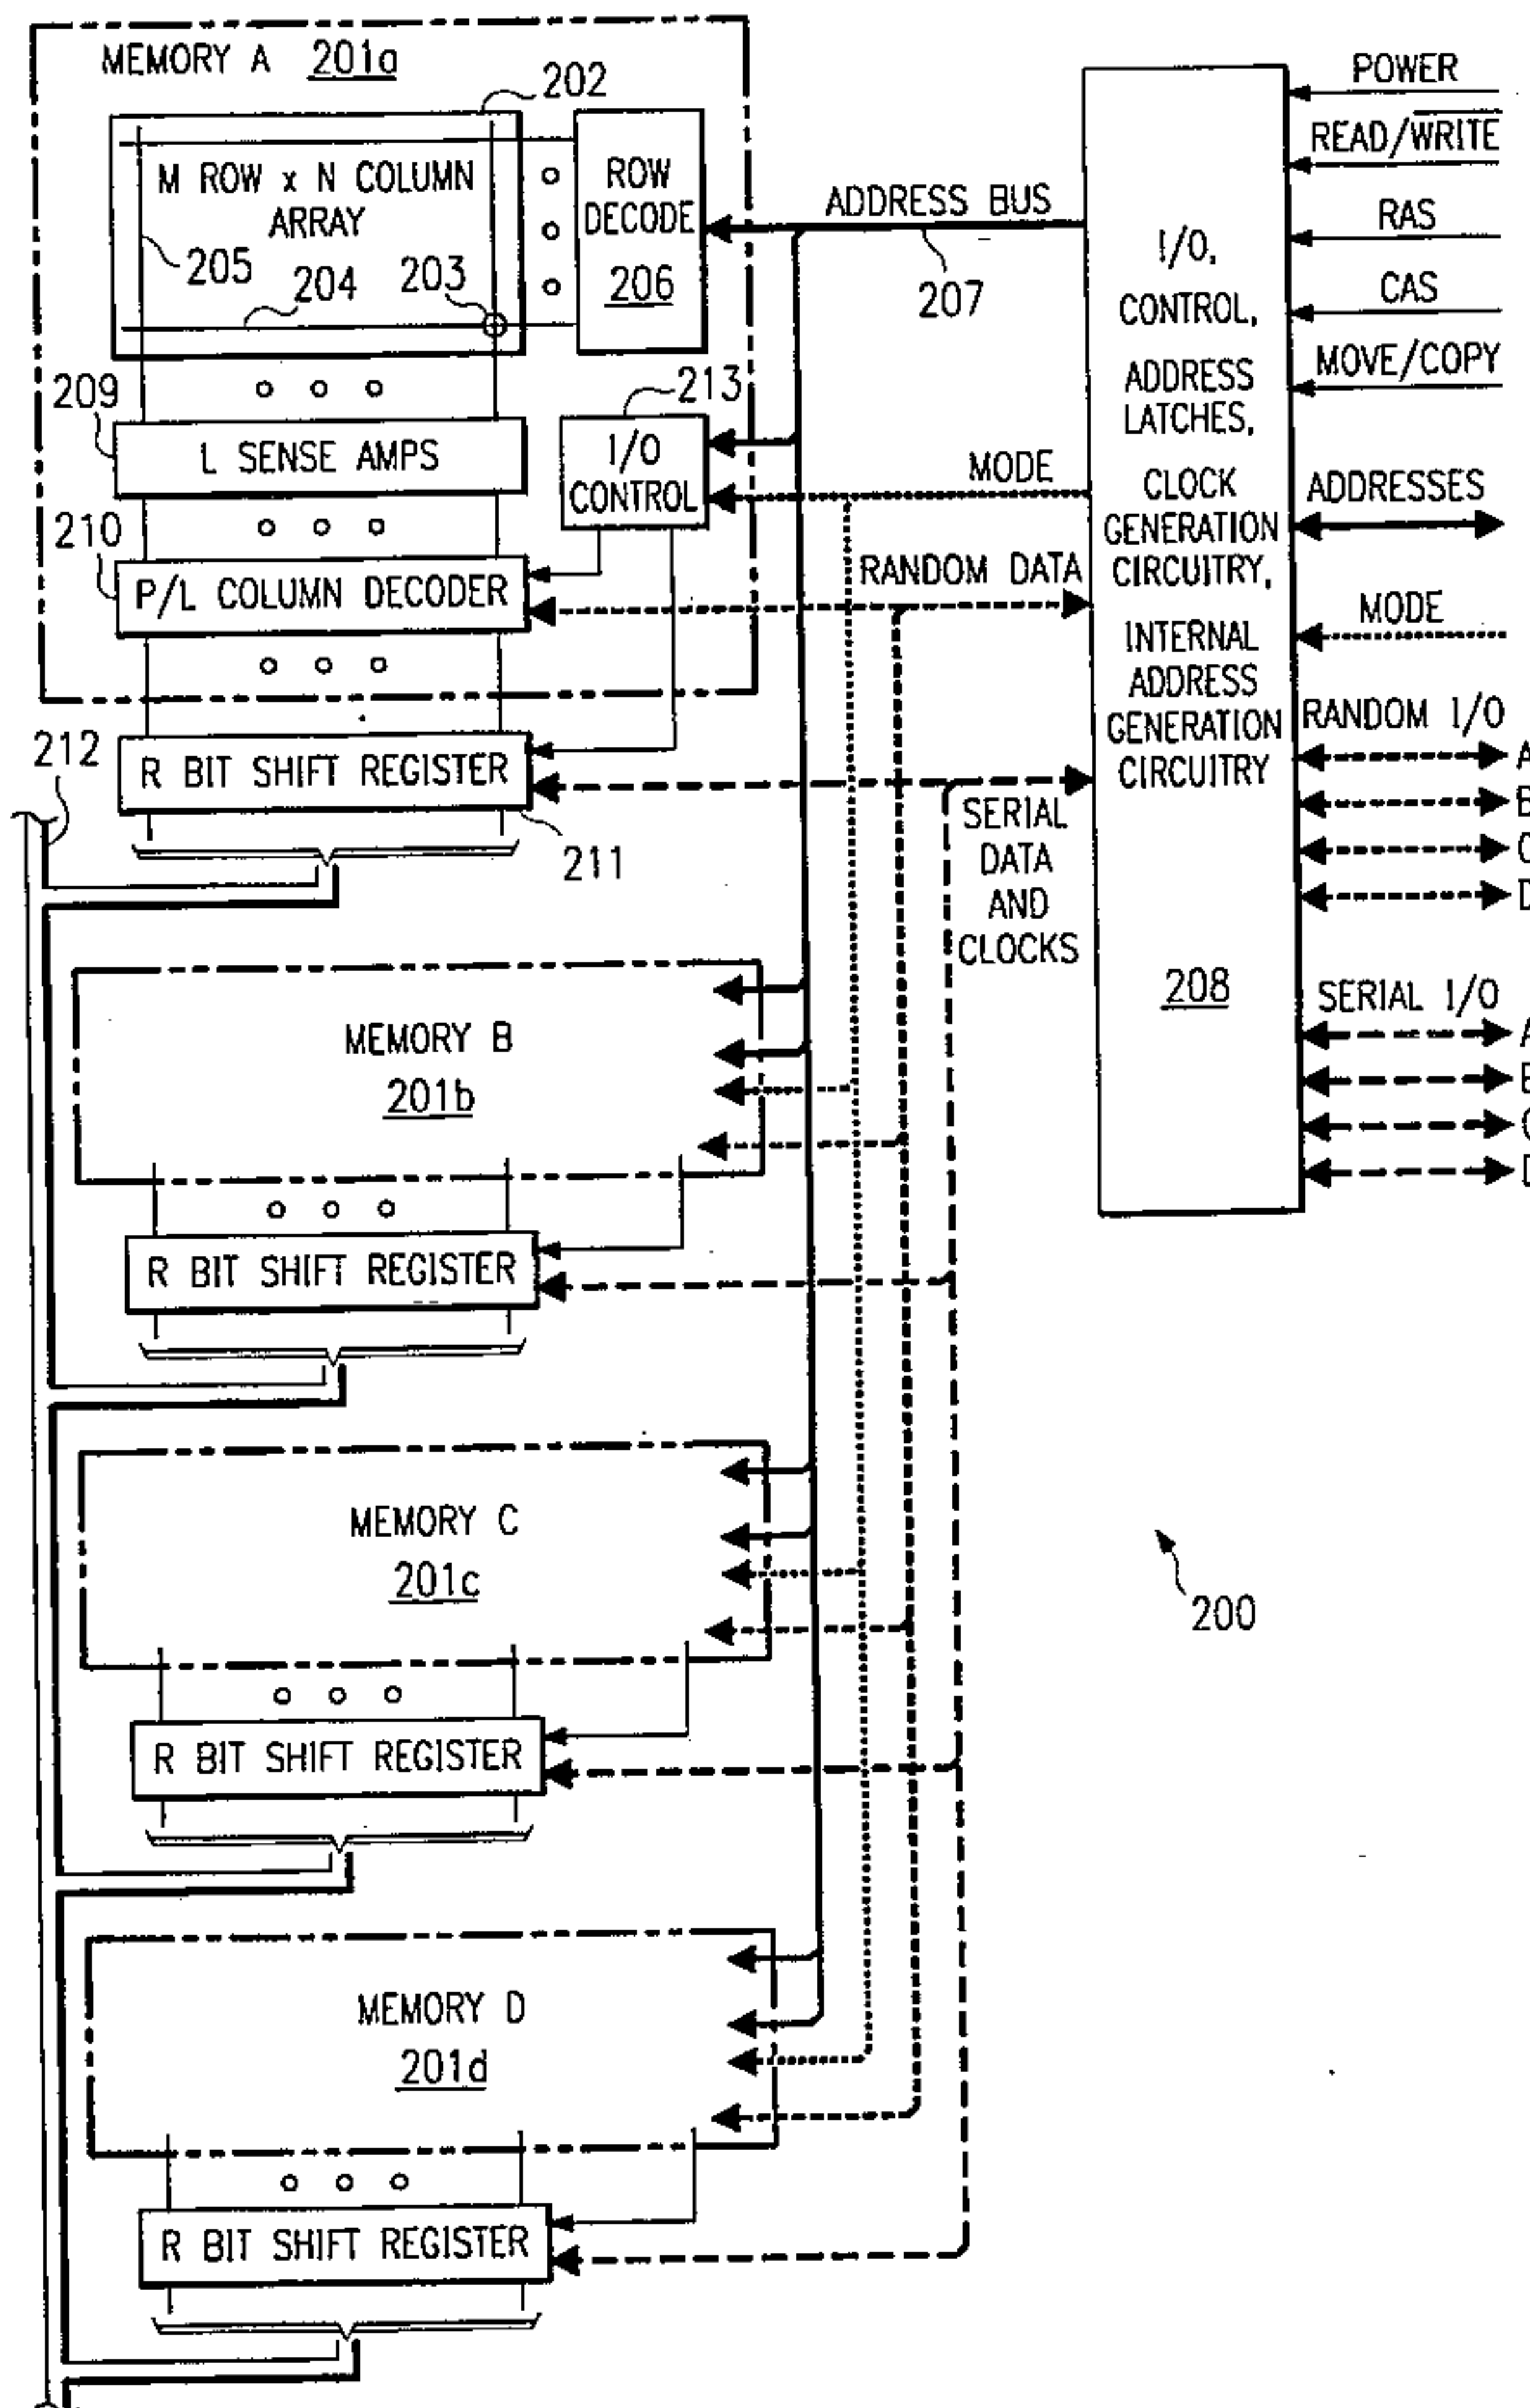 MEMORY A 201a
202
M ROW x N COLUMN
ARRAY
205
204
203
ROW
DECODE
206
209
L SENSE AMPS
213
I/O
CONTROL
210
P/L COLUMN DECODER
212
R BIT SHIFT REGISTER
211
ADDRESS BUS
207
MODE
RANDOM DATA
SERIAL
DATA
AND
CLOCKS
I/O,
CONTROL,
ADDRESS
LATCHES,
CLOCK
GENERATION
CIRCUITRY,
INTERNAL
ADDRESS
GENERATION
CIRCUITRY
208
POWER
READ/WRITE
RAS
CAS
MOVE/COPY
ADDRESSES
MODE
RANDOM I/O
A
B
C
D
SERIAL I/O
A
B
C
D
MEMORY B
201b
R BIT SHIFT REGISTER
MEMORY C
201c
R BIT SHIFT REGISTER
200
MEMORY D
201d
R BIT SHIFT REGISTER